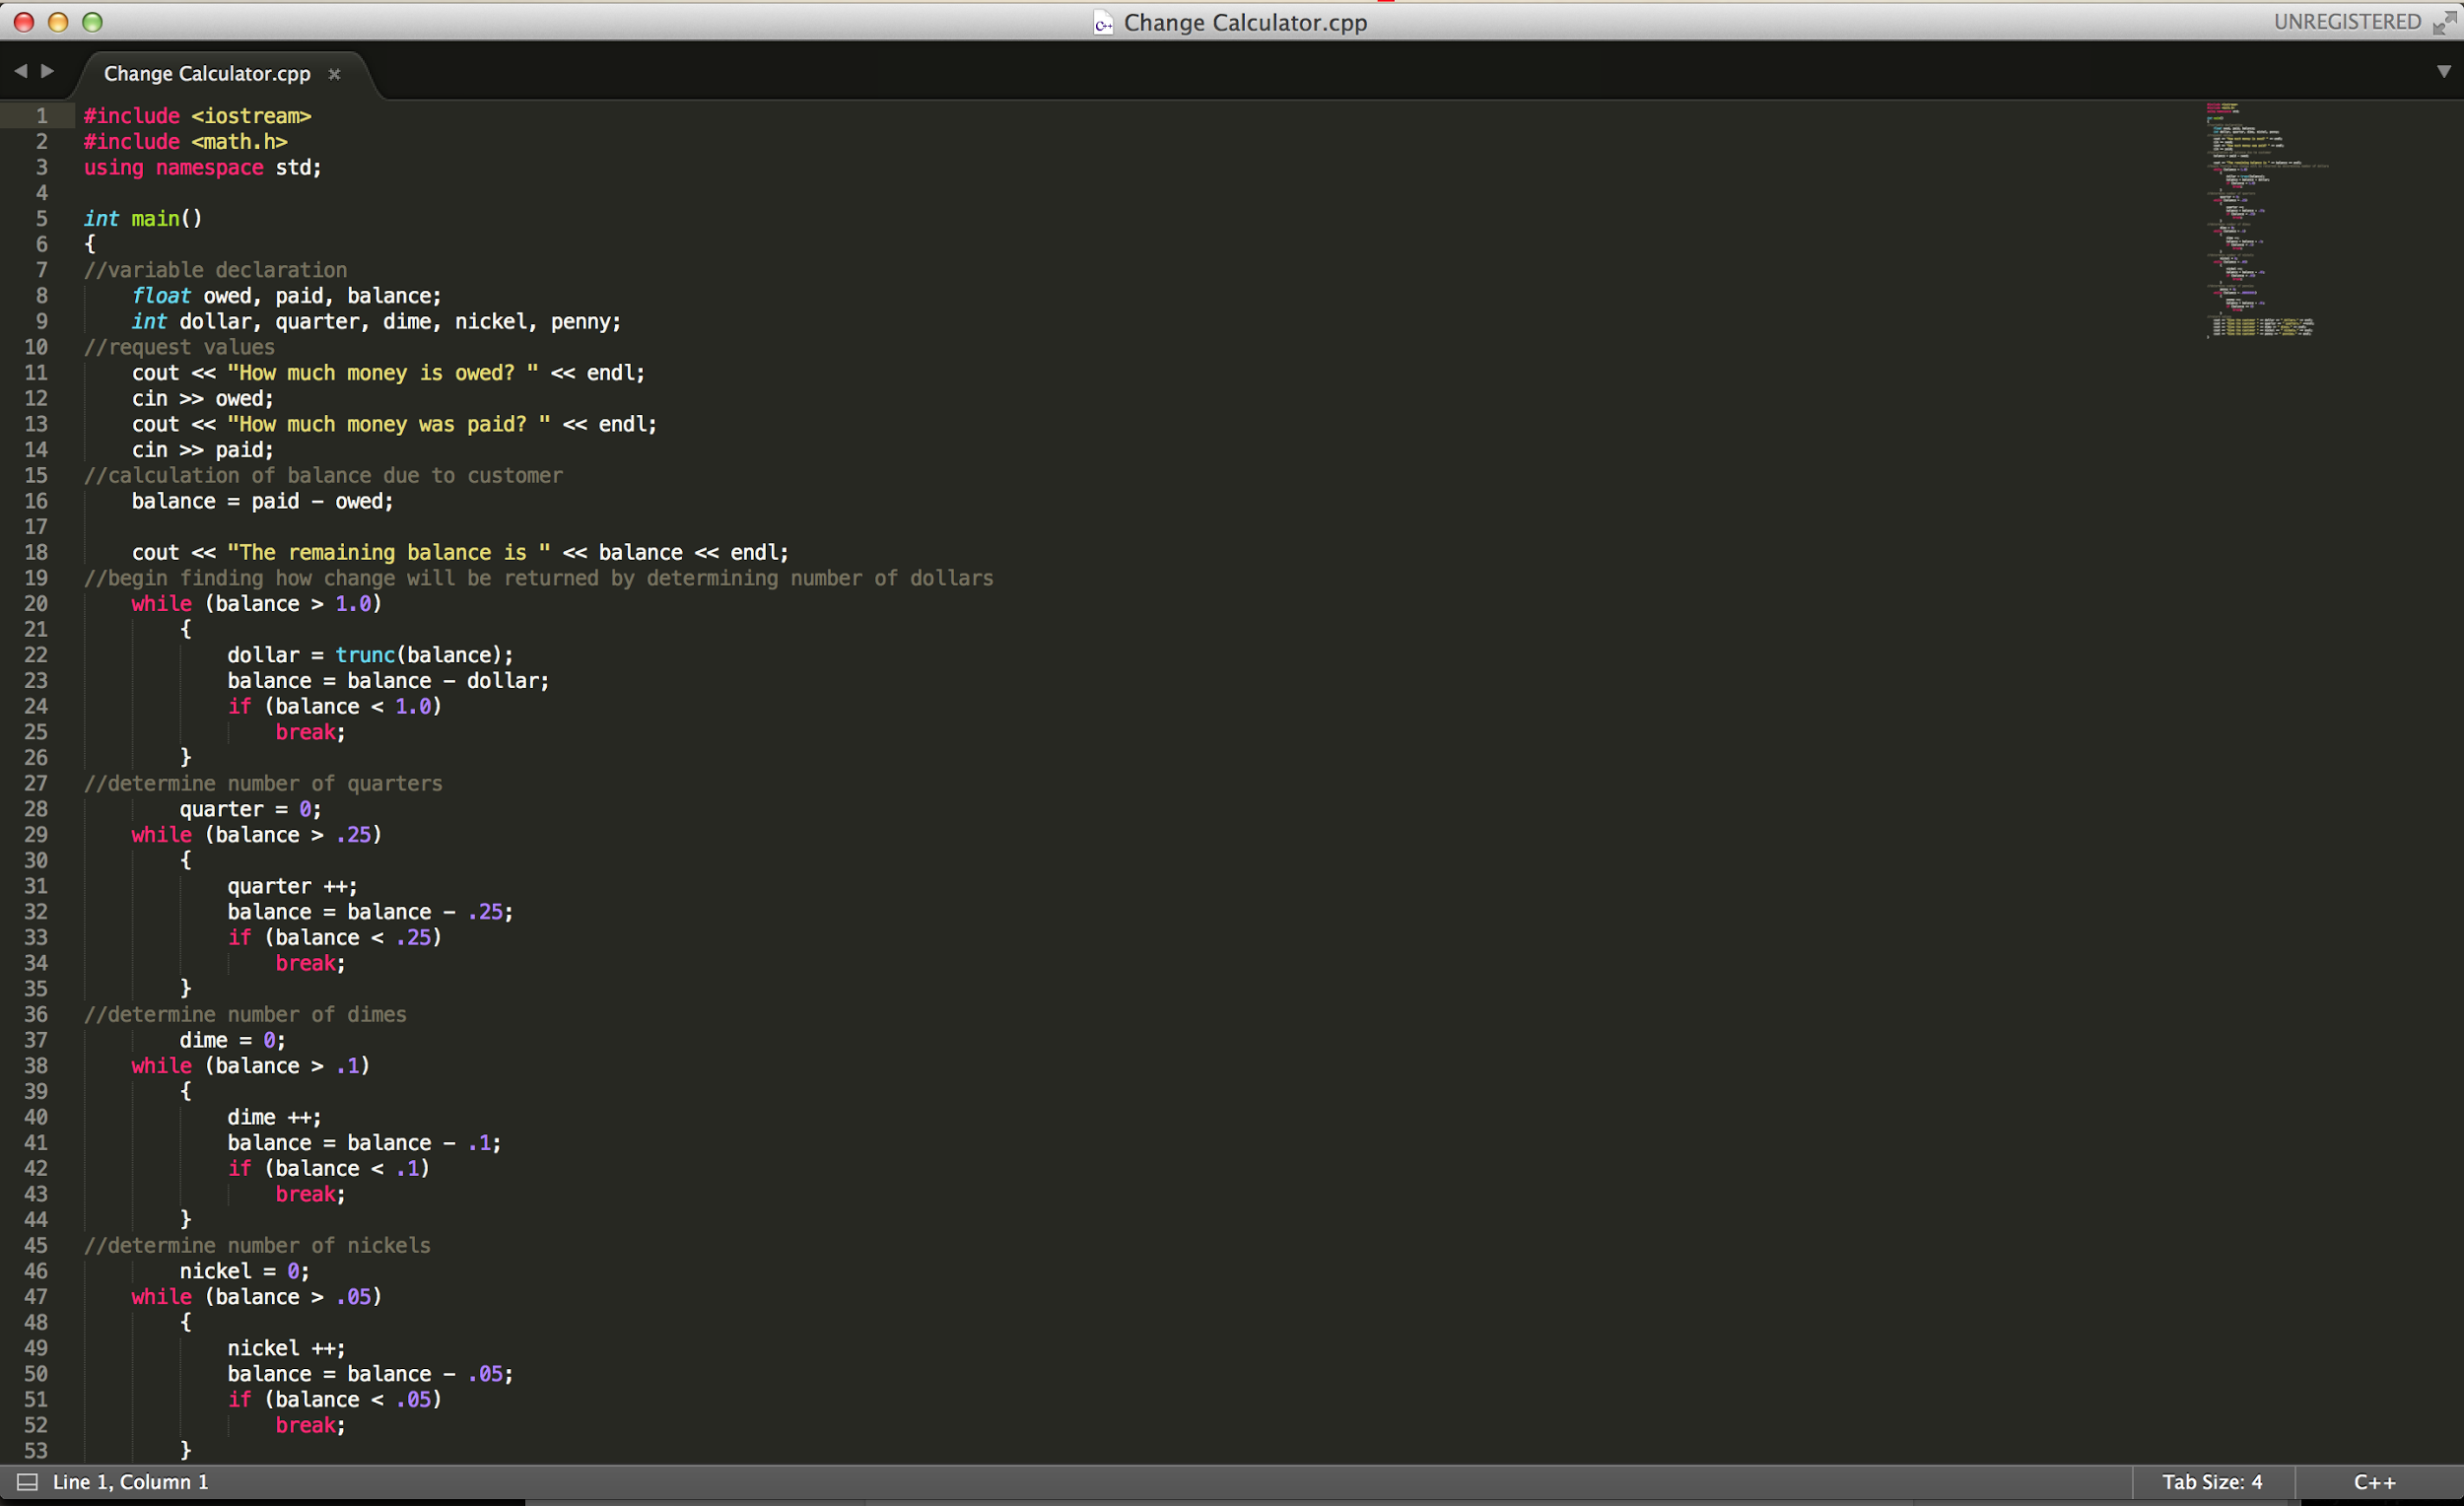 Change Calculator.cpp
UNREGISTERED
Change Calculator.cpp
1 #include <iostream>
2 #include <math.h>
3 using namespace std;
4
5 int main()
6 {
7 //variable declaration
8 float owed, paid, balance;
9 int dollar, quarter, dime, nickel, penny;
10 //request values
11 cout << "How much money is owed? " << endl;
12 cin >> owed;
13 cout << "How much money was paid? " << endl;
14 cin >> paid;
15 //calculation of balance due to customer
16 balance = paid - owed;
17
18 cout << "The remaining balance is " << balance << endl;
19 //begin finding how change will be returned by determining number of dollars
20 while (balance > 1.0)
21 {
22 dollar = trunc(balance);
23 balance = balance - dollar;
24 if (balance < 1.0)
25 break;
26 }
27 //determine number of quarters
28 quarter = 0;
29 while (balance > .25)
30 {
31 quarter ++;
32 balance = balance - .25;
33 if (balance < .25)
34 break;
35 }
36 //determine number of dimes
37 dime = 0;
38 while (balance > .1)
39 {
40 dime ++;
41 balance = balance - .1;
42 if (balance < .1)
43 break;
44 }
45 //determine number of nickels
46 nickel = 0;
47 while (balance > .05)
48 {
49 nickel ++;
50 balance = balance - .05;
51 if (balance < .05)
52 break;
53 }
Line 1, Column 1
Tab Size: 4
C++